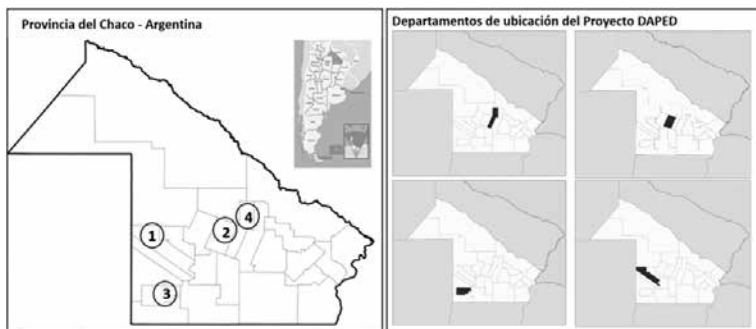 Provincia del Chaco - Argentina
1
2
4
3
Departamentos de ubicación del Proyecto DAPED